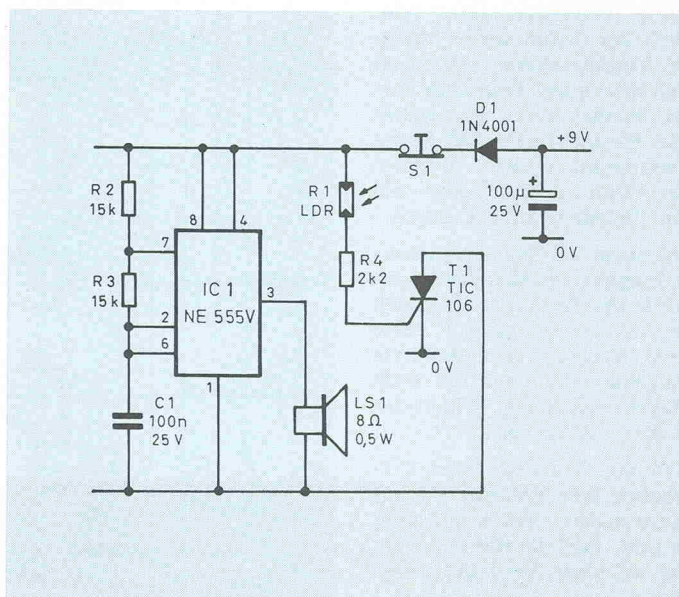 D1
1N4001
+9V
S1
R2
15k
R1
LDR
+
100µ
25V
0V
8
4
7
R3
15k
IC1
NE 555V
3
R4
2k2
T1
TIC
106
2
6
0V
1
C1
100n
25V
LS1
8Ω
0,5W